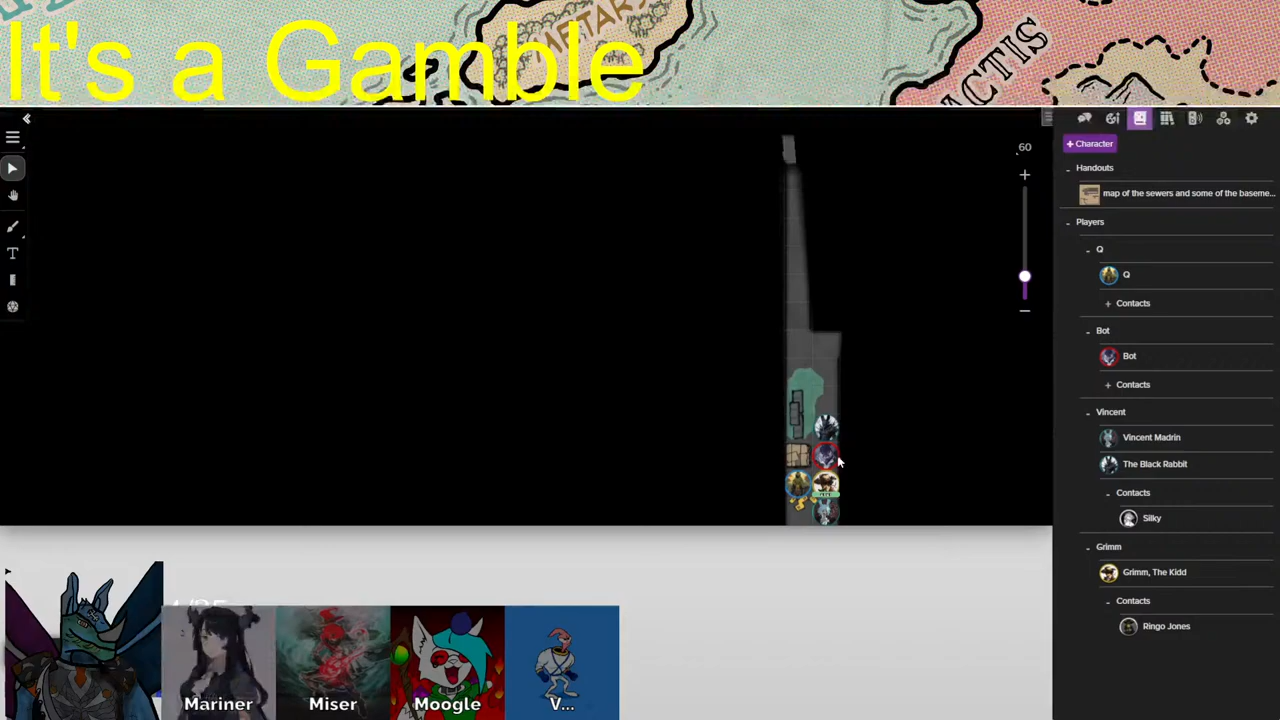 It's a Gamble
ACTIS
60
+ Character
Handouts
map of the sewers and some of the baseme...
Players
Q
Q
+ Contacts
Bot
Bot
+ Contacts
Vincent
Vincent Madrin
The Black Rabbit
Contacts
Silky
Grimm
Grimm, The Kidd
Contacts
Ringo Jones
Mariner
Miser
Moogle
V...